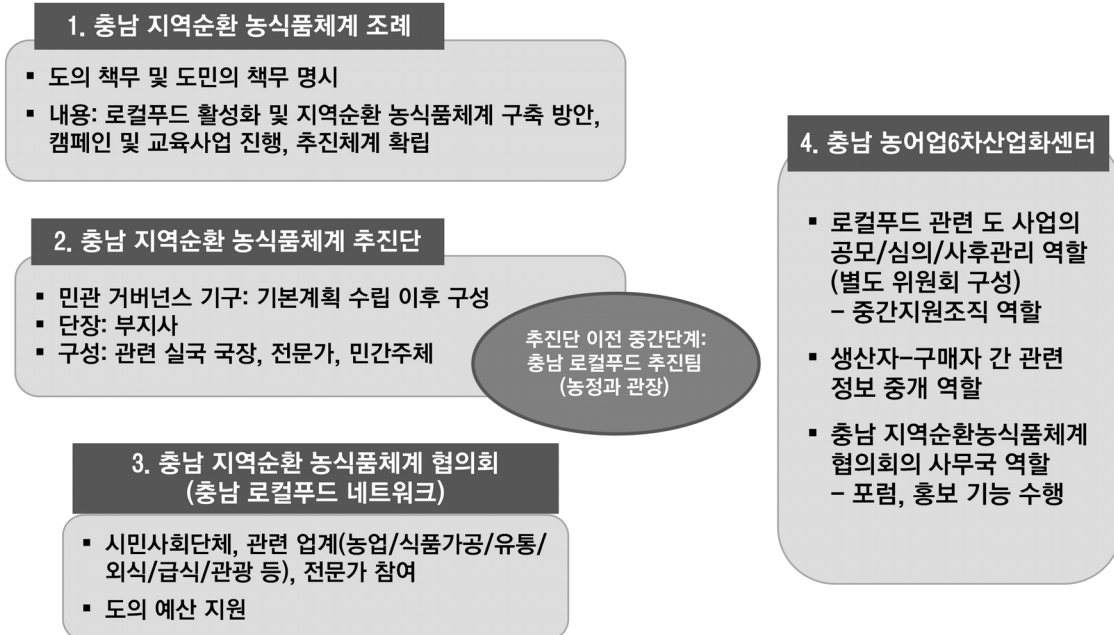 1. 충남 지역순환 농식품체계 조례
▪ 도의 책무 및 도민의 책무 명시
▪ 내용: 로컬푸드 활성화 및 지역순환 농식품체계 구축 방안,
캠페인 및 교육사업 진행, 추진체계 확립
2. 충남 지역순환 농식품체계 추진단
▪ 민관 거버넌스 기구: 기본계획 수립 이후 구성
▪ 단장: 부지사
▪ 구성: 관련 실국 국장, 전문가, 민간주체
추진단 이전 중간단계:
충남 로컬푸드 추진팀
(농정과 관장)
3. 충남 지역순환 농식품체계 협의회
(충남 로컬푸드 네트워크)
▪ 시민사회단체, 관련 업계(농업/식품가공/유통/
외식/급식/관광 등), 전문가 참여
▪ 도의 예산 지원
4. 충남 농어업6차산업화센터
▪ 로컬푸드 관련 도 사업의
공모/심의/사후관리 역할
(별도 위원회 구성)
– 중간지원조직 역할
▪ 생산자–구매자 간 관련
정보 중개 역할
▪ 충남 지역순환농식품체계
협의회의 사무국 역할
– 포럼, 홍보 기능 수행